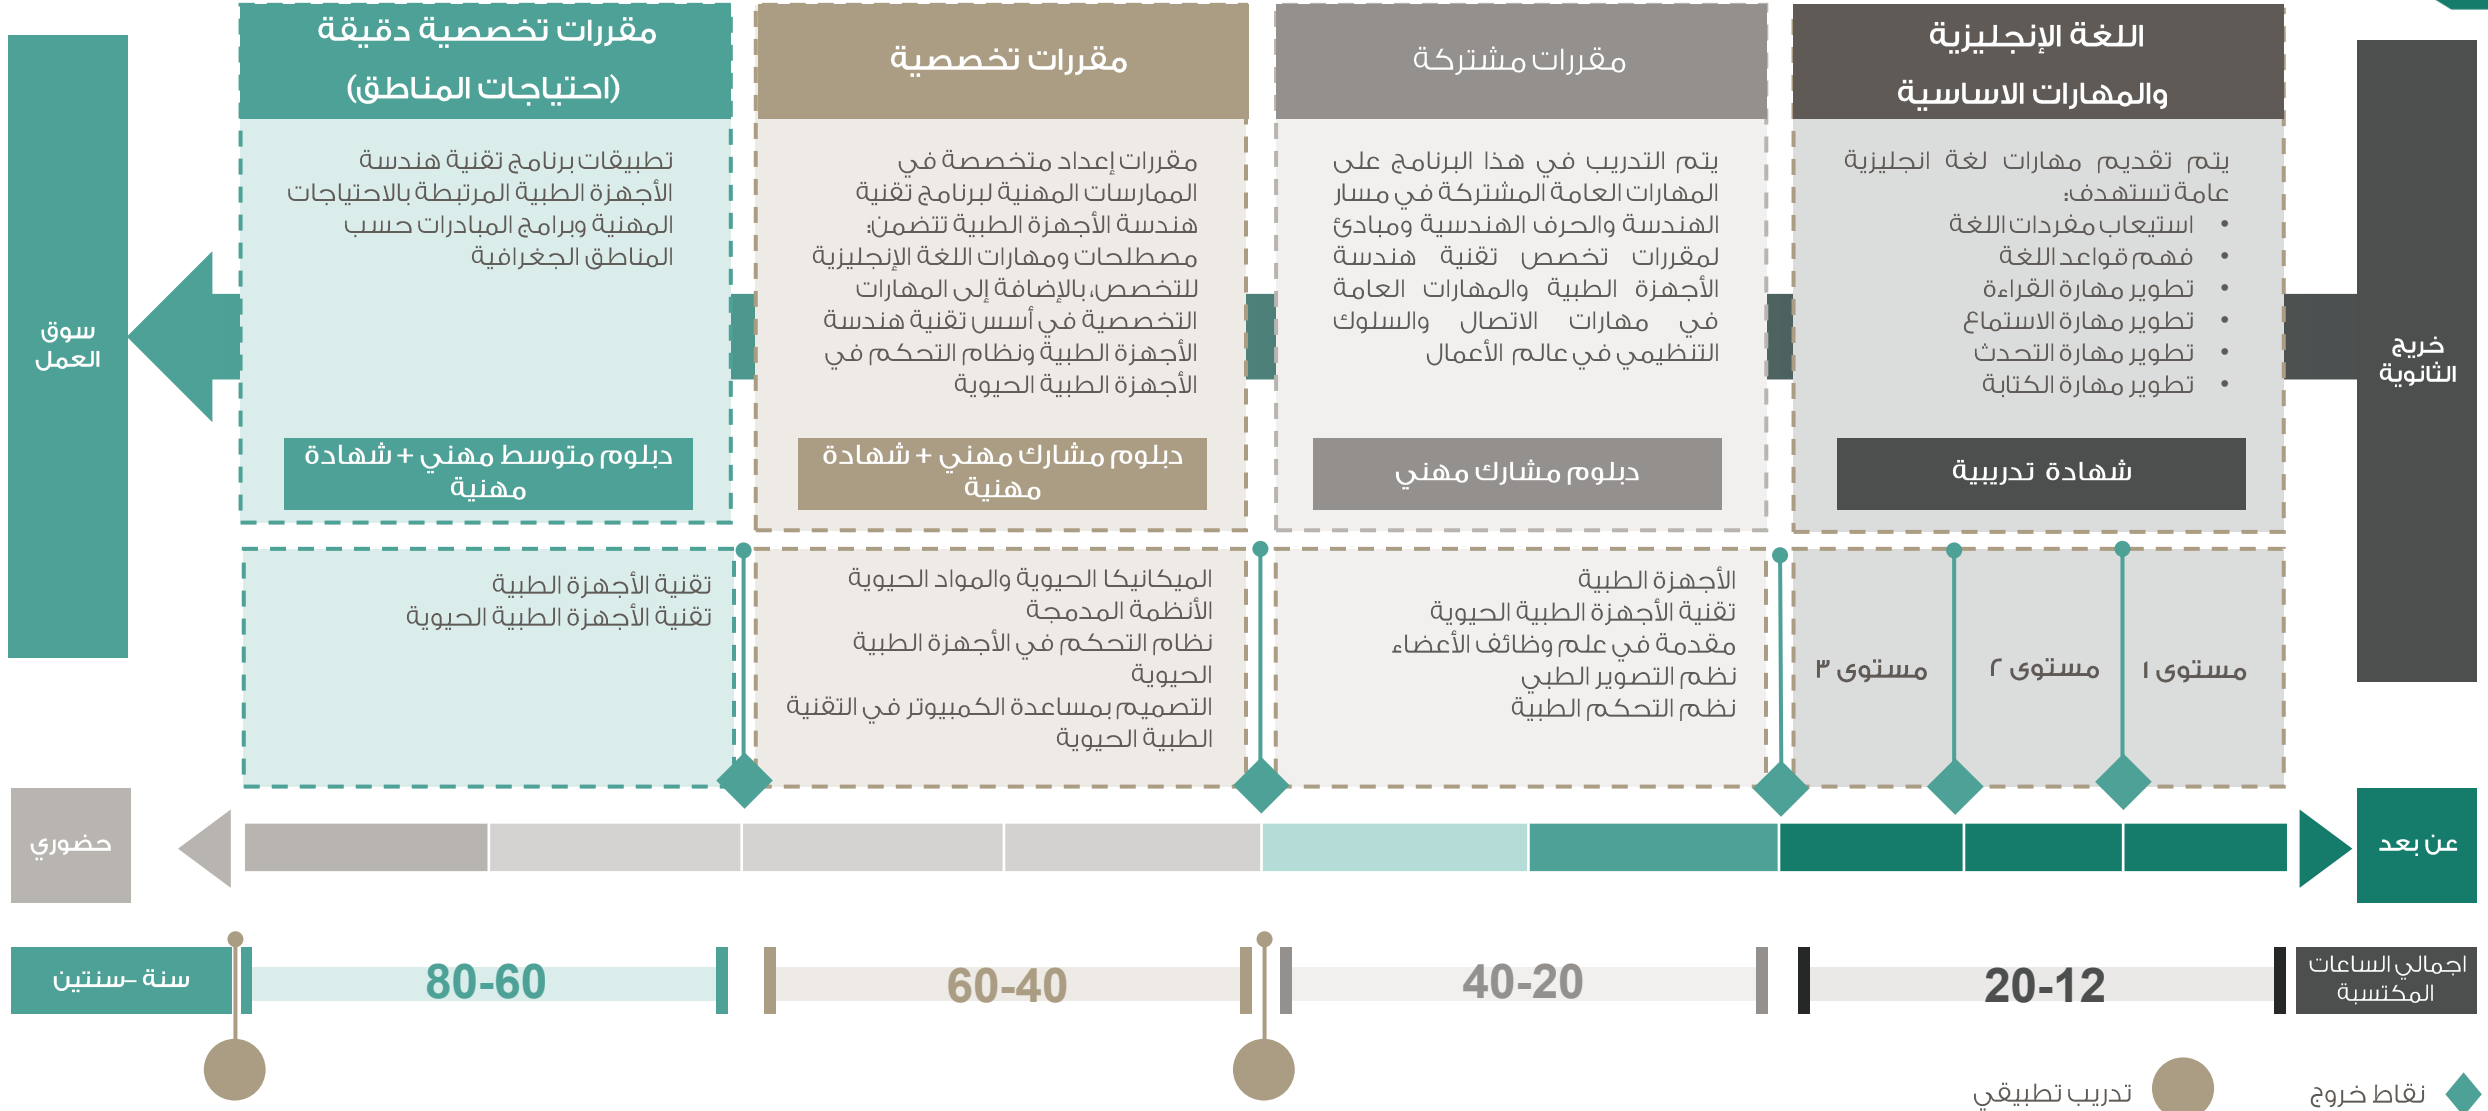 خريج
الثانوية
اللغة الإنجليزية
والمهارات الاساسية
يتم تقديم مهارات لغة انجليزية
عامة تستهدف:
• استيعاب مفردات اللغة
• فهم قواعد اللغة
• تطوير مهارة القراءة
• تطوير مهارة الاستماع
• تطوير مهارة التحدث
• تطوير مهارة الكتابة
شهادة تدريبية
مقررات مشتركة
يتم التدريب في هذا البرنامج على
المهارات العامة المشتركة في مسار
الهندسة والحرف الهندسية ومبادئ
لمقررات تخصص تقنية هندسة
الأجهزة الطبية والمهارات العامة
في مهارات الاتصال والسلوك
التنظيمي في عالم الأعمال
دبلوم مشارك مهني
مقررات تخصصية
مقررات إعداد متخصصة في
الممارسات المهنية لبرنامج تقنية
هندسة الأجهزة الطبية تتضمن:
مصطلحات ومهارات اللغة الإنجليزية
للتخصص، بالإضافة إلى المهارات
التخصصية في أسس تقنية هندسة
الأجهزة الطبية ونظام التحكم في
الأجهزة الطبية الحيوية
دبلوم مشارك مهني + شهادة
مهنية
مقررات تخصصية دقيقة
(احتياجات المناطق)
تطبيقات برنامج تقنية هندسة
الأجهزة الطبية المرتبطة بالاحتياجات
المهنية وبرامج المبادرات حسب
المناطق الجغرافية
دبلوم متوسط مهني + شهادة
مهنية
سوق
العمل
مستوى ١
مستوى ٢
مستوى ٣
الأجهزة الطبية
تقنية الأجهزة الطبية الحيوية
مقدمة في علم وظائف الأعضاء
نظم التصوير الطبي
نظم التحكم الطبية
الميكانيكا الحيوية والمواد الحيوية
الأنظمة المدمجة
نظام التحكم في الأجهزة الطبية
الحيوية
التصميم بمساعدة الكمبيوتر في التقنية
الطبية الحيوية
تقنية الأجهزة الطبية
تقنية الأجهزة الطبية الحيوية
عن بعد
حضوري
اجمالي الساعات
المكتسبة
20-12
40-20
60-40
80-60
سنة –سنتين
نقاط خروج
تدريب تطبيقي